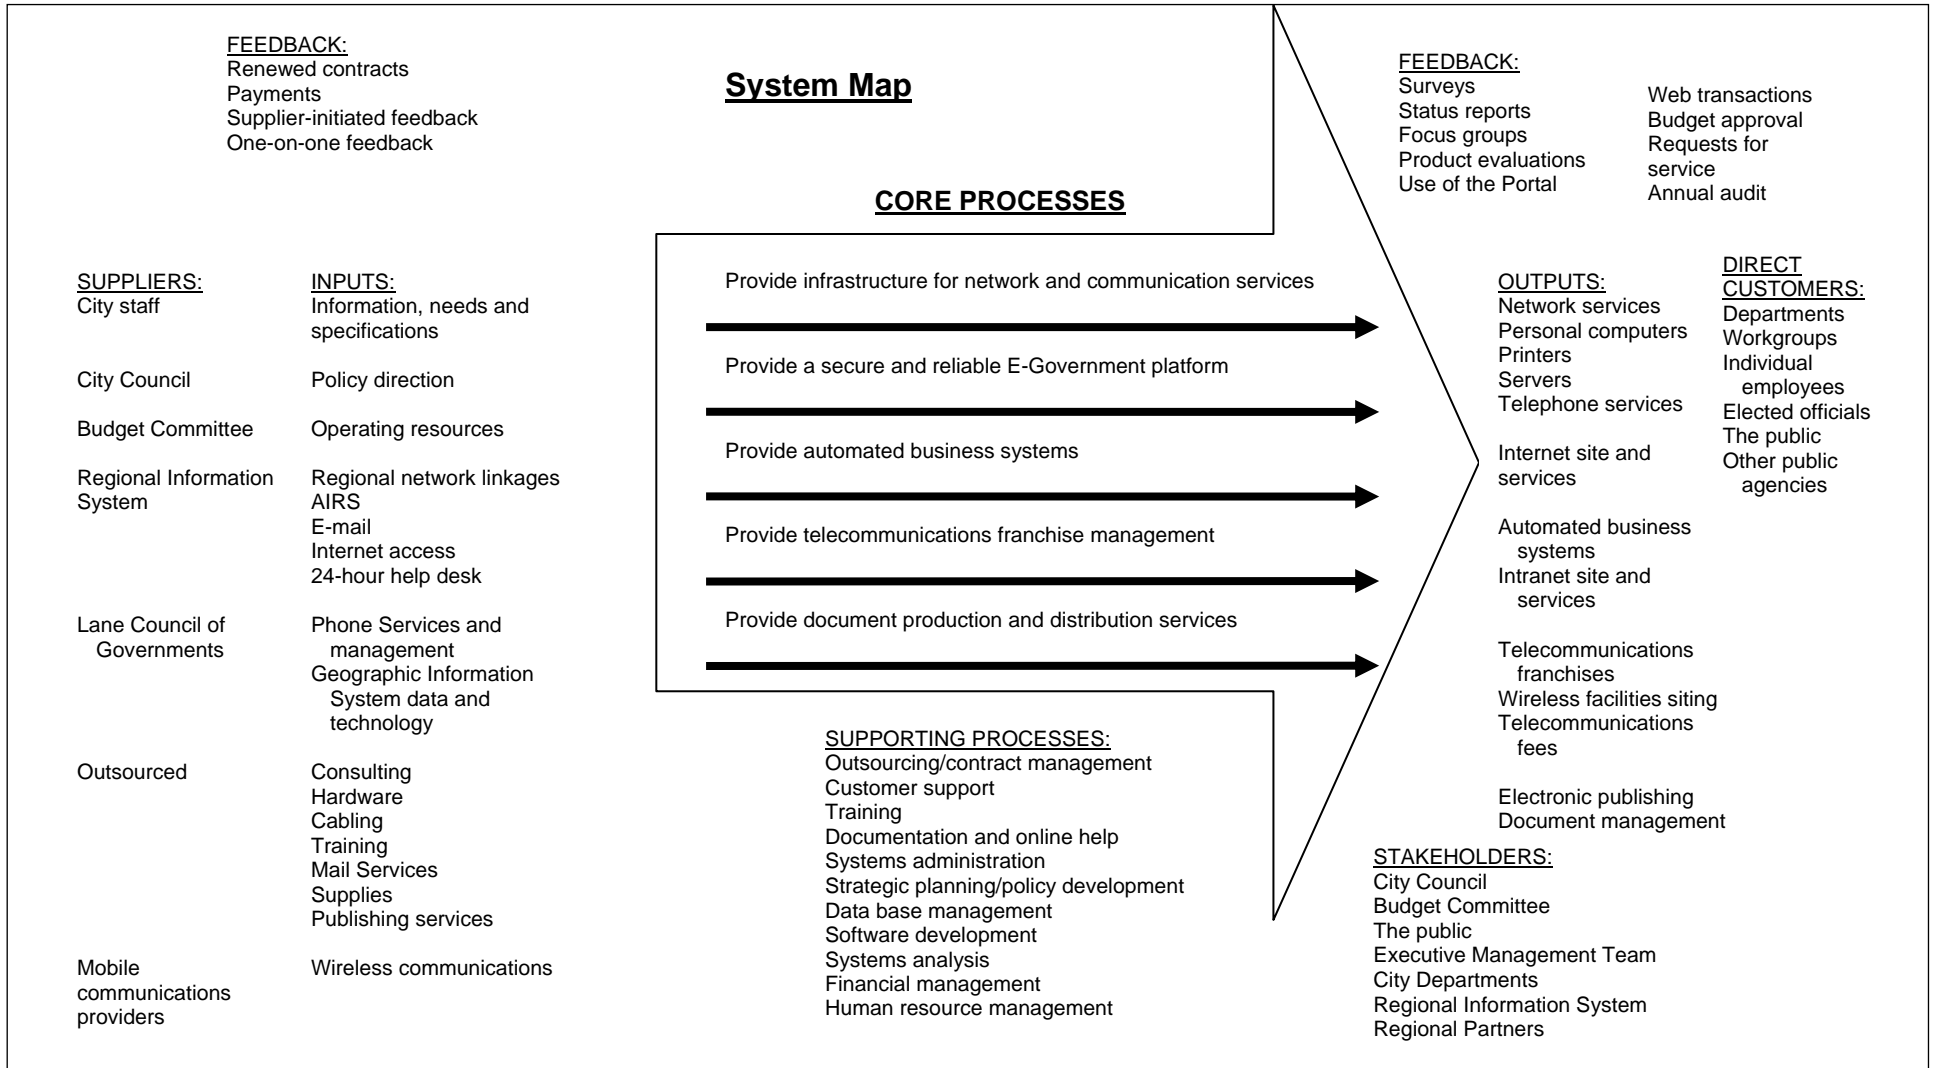 FEEDBACK:
Renewed contracts
Payments
Supplier-initiated feedback
One-on-one feedback
System Map
FEEDBACK:
Surveys
Status reports
Focus groups
Product evaluations
Use of the Portal
Web transactions
Budget approval
Requests for
service
Annual audit
CORE PROCESSES
SUPPLIERS:
City staff
City Council
Budget Committee
Regional Information
System
Lane Council of
Governments
Outsourced
Mobile
communications
providers
INPUTS:
Information, needs and
specifications
Policy direction
Operating resources
Regional network linkages
AIRS
E-mail
Internet access
24-hour help desk
Phone Services and
management
Geographic Information
System data and
technology
Consulting
Hardware
Cabling
Training
Mail Services
Supplies
Publishing services
Wireless communications
Provide infrastructure for network and communication services
Provide a secure and reliable E-Government platform
Provide automated business systems
Provide telecommunications franchise management
Provide document production and distribution services
SUPPORTING PROCESSES:
Outsourcing/contract management
Customer support
Training
Documentation and online help
Systems administration
Strategic planning/policy development
Data base management
Software development
Systems analysis
Financial management
Human resource management
OUTPUTS:
Network services
Personal computers
Printers
Servers
Telephone services
Internet site and
services
Automated business
systems
Intranet site and
services
Telecommunications
franchises
Wireless facilities siting
Telecommunications
fees
Electronic publishing
Document management
DIRECT
CUSTOMERS:
Departments
Workgroups
Individual
employees
Elected officials
The public
Other public
agencies
STAKEHOLDERS:
City Council
Budget Committee
The public
Executive Management Team
City Departments
Regional Information System
Regional Partners